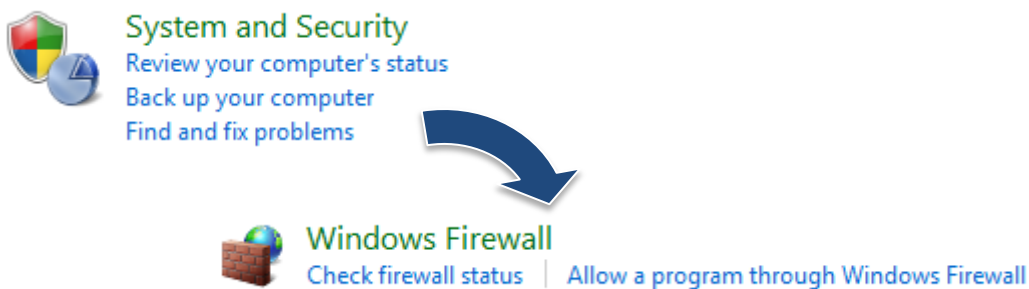 System and Security
Review your computer's status
Back up your computer
Find and fix problems
Windows Firewall
Check firewall status | Allow a program through Windows Firewall